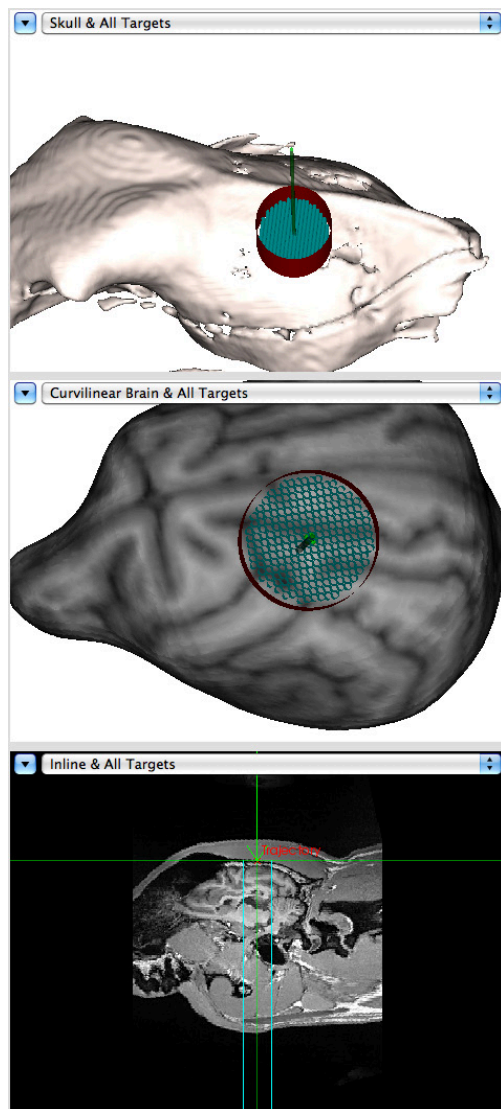 Skull & All Targets
Curvilinear Brain & All Targets
Inline & All Targets
Trajectory